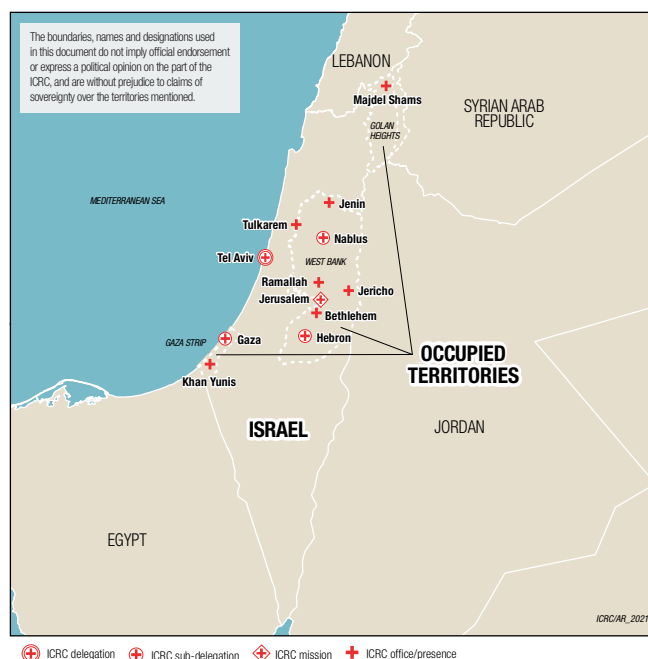 The boundaries, names and designations used
in this document do not imply official endorsement
or express a political opinion on the part of the
ICRC, and are without prejudice to claims of
sovereignty over the territories mentioned.
LEBANON
Majdel Shams
SYRIAN ARAB
REPUBLIC
GOLAN
HEIGHTS
MEDITERRANEAN SEA
Jenin
Tulkarem
Nablus
Tel Aviv
WEST BANK
Ramallah
Jericho
Jerusalem
Bethlehem
GAZA STRIP
Gaza
Hebron
OCCUPIED
TERRITORIES
Khan Yunis
ISRAEL
JORDAN
EGYPT
ICRC/AR_2021
ICRC delegation ICRC sub-delegation ICRC mission ICRC office/presence